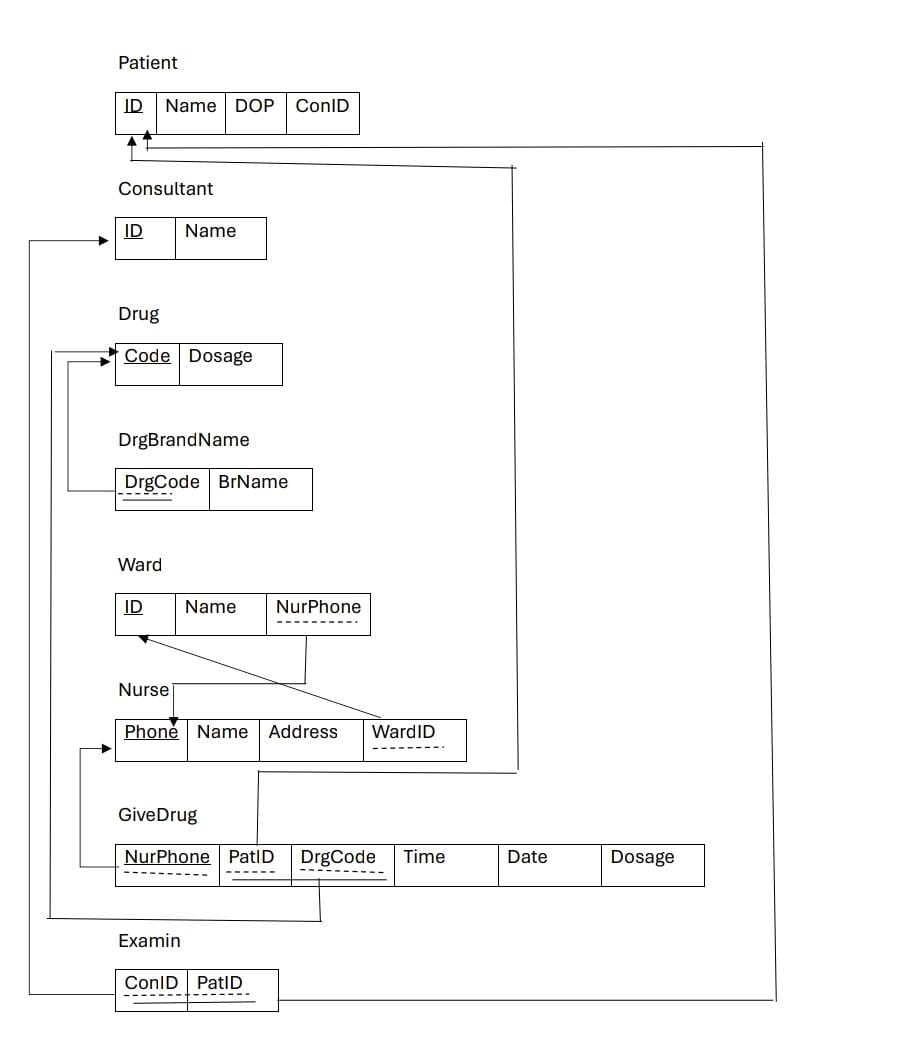 Patient
ID Name DOP ConID
Consultant
ID Name
Drug
Code Dosage
DrgBrandName
DrgCode BrName
Ward
ID Name NurPhone
Nurse
Phone Name Address WardID
GiveDrug
NurPhone PatID DrgCode Time Date Dosage
Examin
ConID PatID